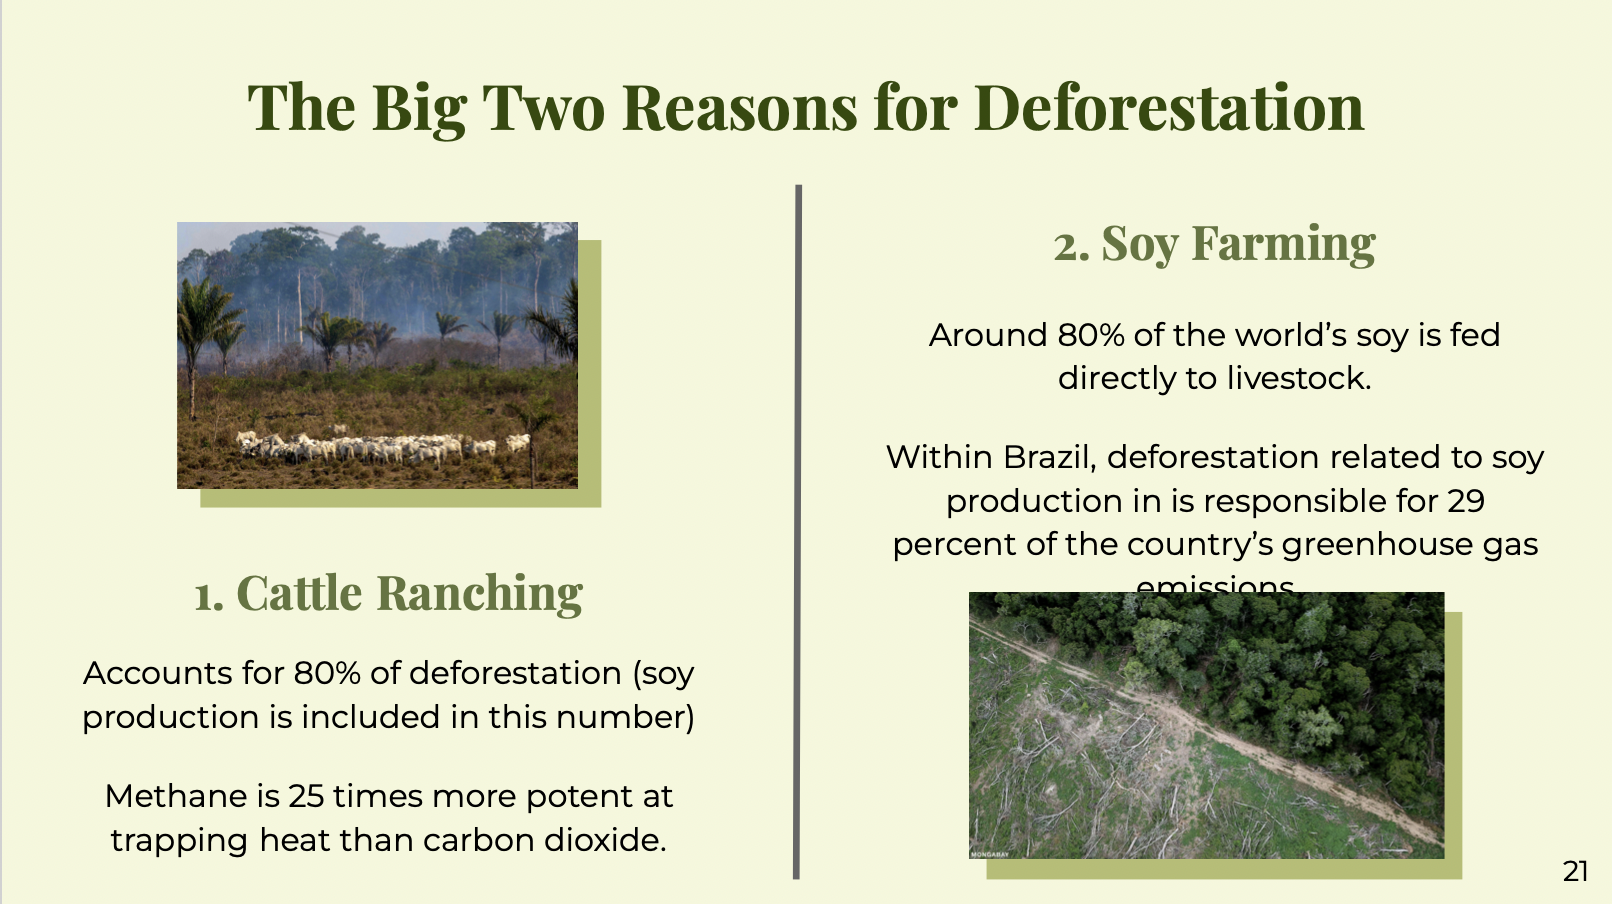 The Big Two Reasons for Deforestation
1. Cattle Ranching
Accounts for 80% of deforestation (soy
production is included in this number)
Methane is 25 times more potent at
trapping heat than carbon dioxide.
2. Soy Farming
Around 80% of the world’s soy is fed
directly to livestock.
Within Brazil, deforestation related to soy
production in is responsible for 29
percent of the country’s greenhouse gas
emissions
MONGABAY
21